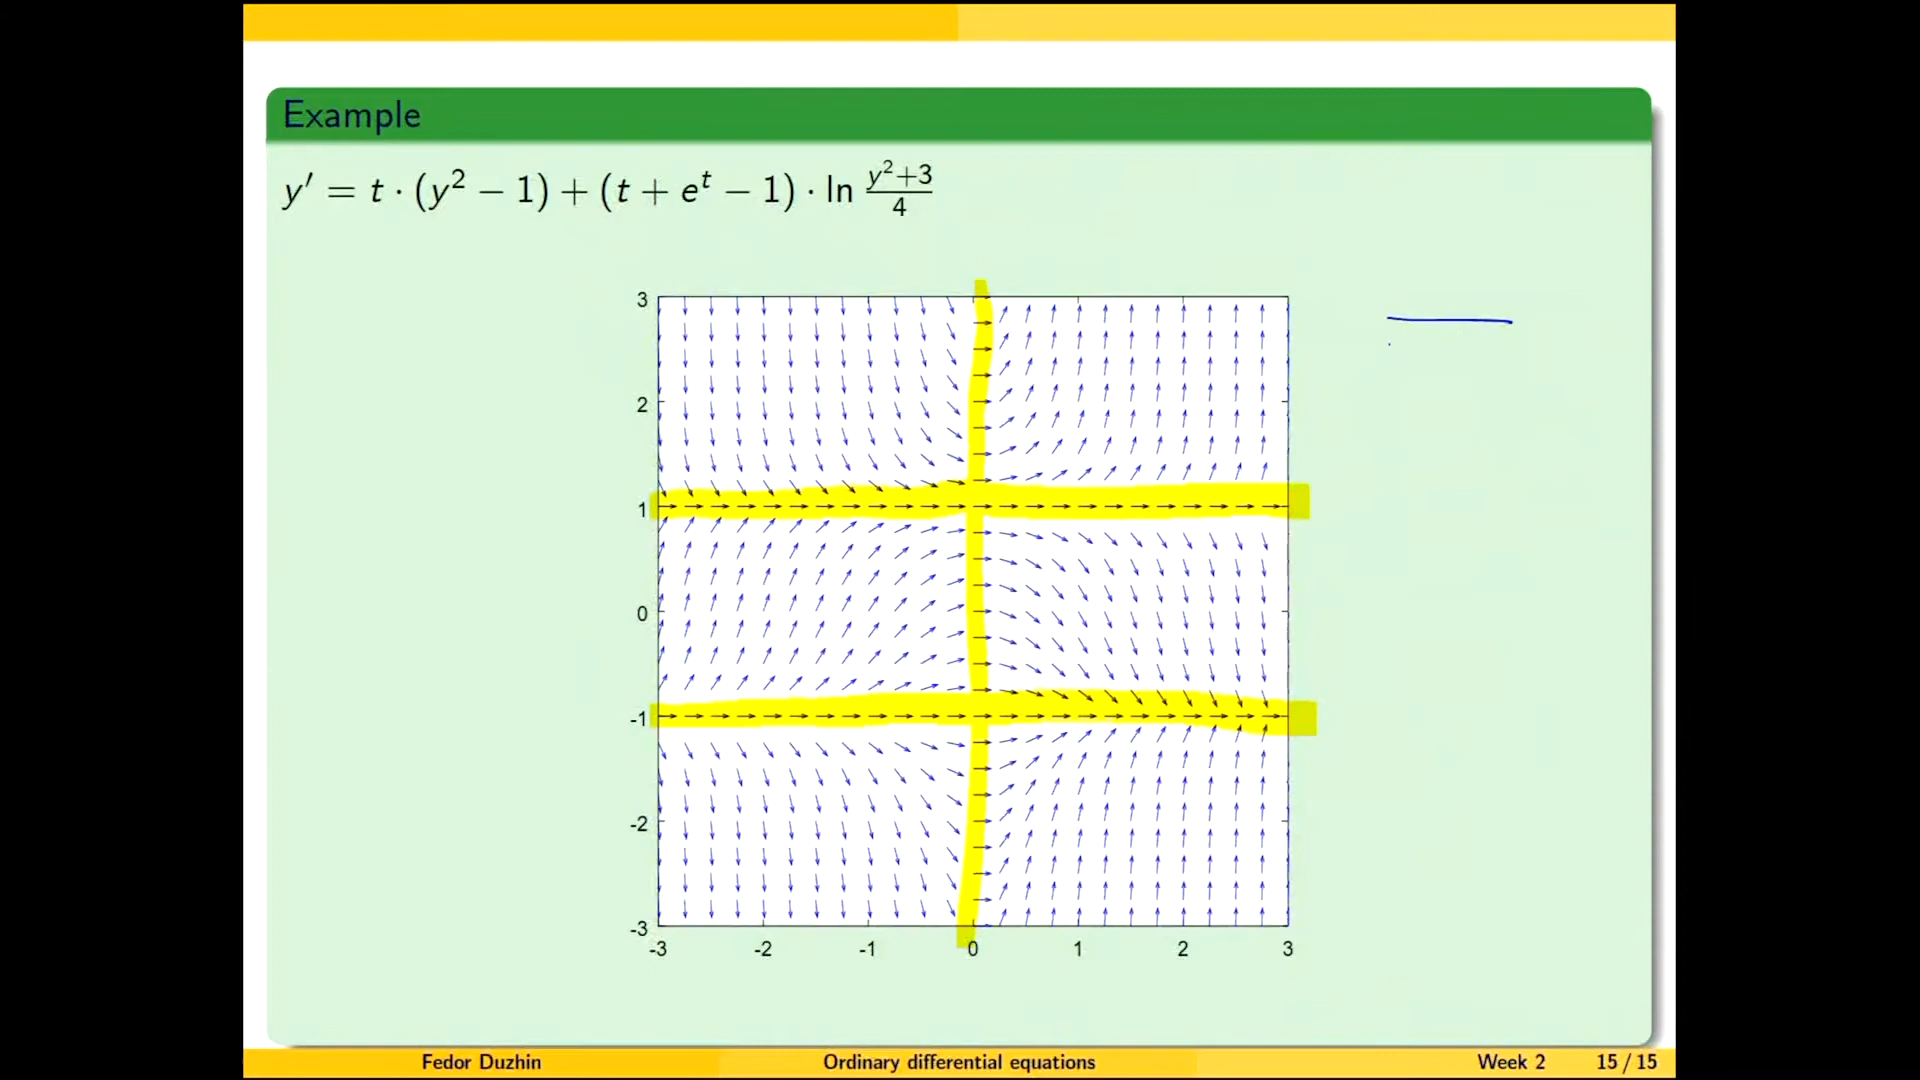 Example
y′ = t · (y² − 1) + (t + eᵗ − 1) · ln (y²+3)/4
3
2
1
0
-1
-2
-3
-3 -2 -1 0 1 2 3
Fedor Duzhin Ordinary differential equations Week 2 15 / 15